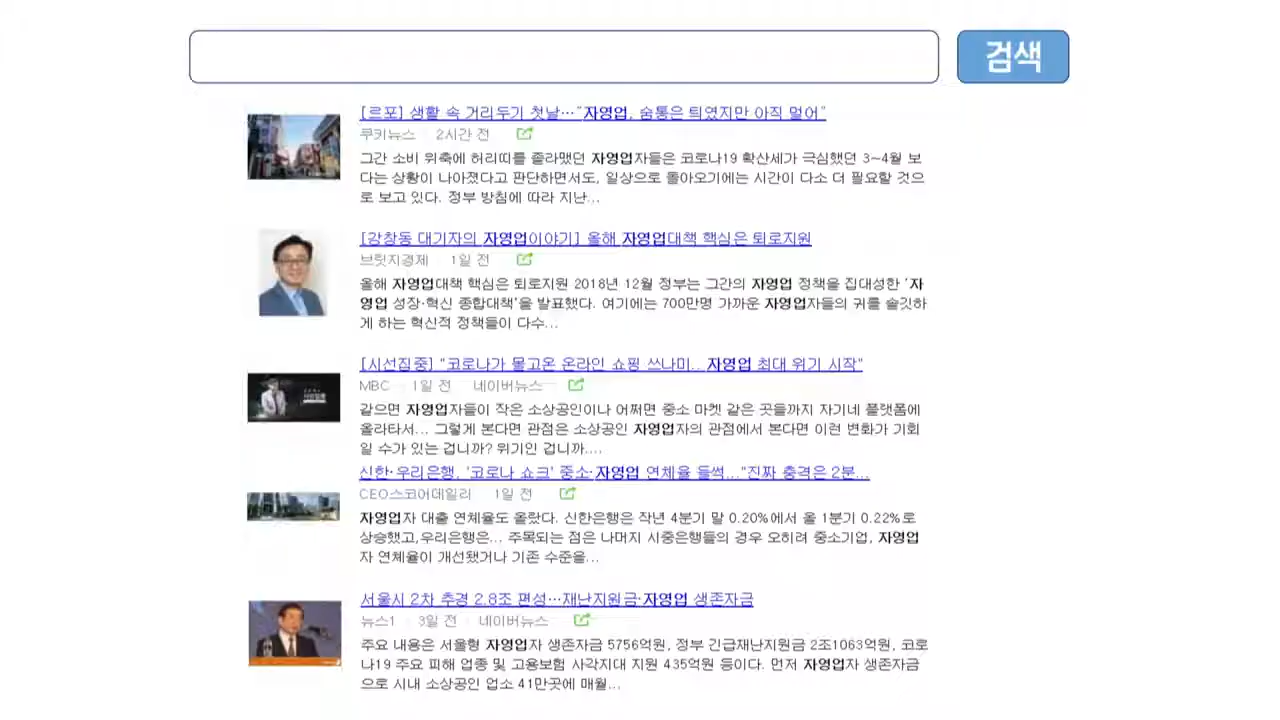 검색
[르포] 생활 속 거리두기 첫날…"자영업, 숨통은 틔였지만 아직 멀어"
쿠키뉴스 2시간 전
그간 소비 위축에 허리띠를 졸라맸던 자영업자들은 코로나19 확산세가 극심했던 3~4월 보
다는 상황이 나아졌다고 판단하면서도, 일상으로 돌아오기에는 시간이 다소 더 필요할 것으
로 보고 있다. 정부 방침에 따라 지난...
[강창동 대기자의 자영업이야기] 올해 자영업대책 핵심은 퇴로지원
브릿지경제 1일 전
올해 자영업대책 핵심은 퇴로지원 2018년 12월 정부는 그간의 자영업 정책을 집대성한 '자
영업 성장·혁신 종합대책'을 발표했다. 여기에는 700만명 가까운 자영업자들의 귀를 솔깃하
게 하는 혁신적 정책들이 다수...
[시선집중] "코로나가 몰고온 온라인 쇼핑 쓰나미.. 자영업 최대 위기 시작"
MBC 1일 전 네이버뉴스
같으면 자영업자들이 작은 소상공인이나 어쩌면 중소 마켓 같은 곳들까지 자기네 플랫폼에
올라타서... 그렇게 본다면 관점은 소상공인 자영업자의 관점에서 본다면 이런 변화가 기회
일 수가 있는 겁니까? 위기인 겁니까....
신한·우리은행, '코로나 쇼크' 중소·자영업 연체율 들썩..."진짜 충격은 2분...
CEO스코어데일리 1일 전
자영업자 대출 연체율도 올랐다. 신한은행은 작년 4분기 말 0.20%에서 올 1분기 0.22%로
상승했고,우리은행은... 주목되는 점은 나머지 시중은행들의 경우 오히려 중소기업, 자영업
자 연체율이 개선됐거나 기존 수준을...
서울시 2차 추경 2.8조 편성…재난지원금·자영업 생존자금
뉴스1 3일 전 네이버뉴스
주요 내용은 서울형 자영업자 생존자금 5756억원, 정부 긴급재난지원금 2조1063억원, 코로
나19 주요 피해 업종 및 고용보험 사각지대 지원 435억원 등이다. 먼저 자영업자 생존자금
으로 시내 소상공인 업소 41만곳에 매월...